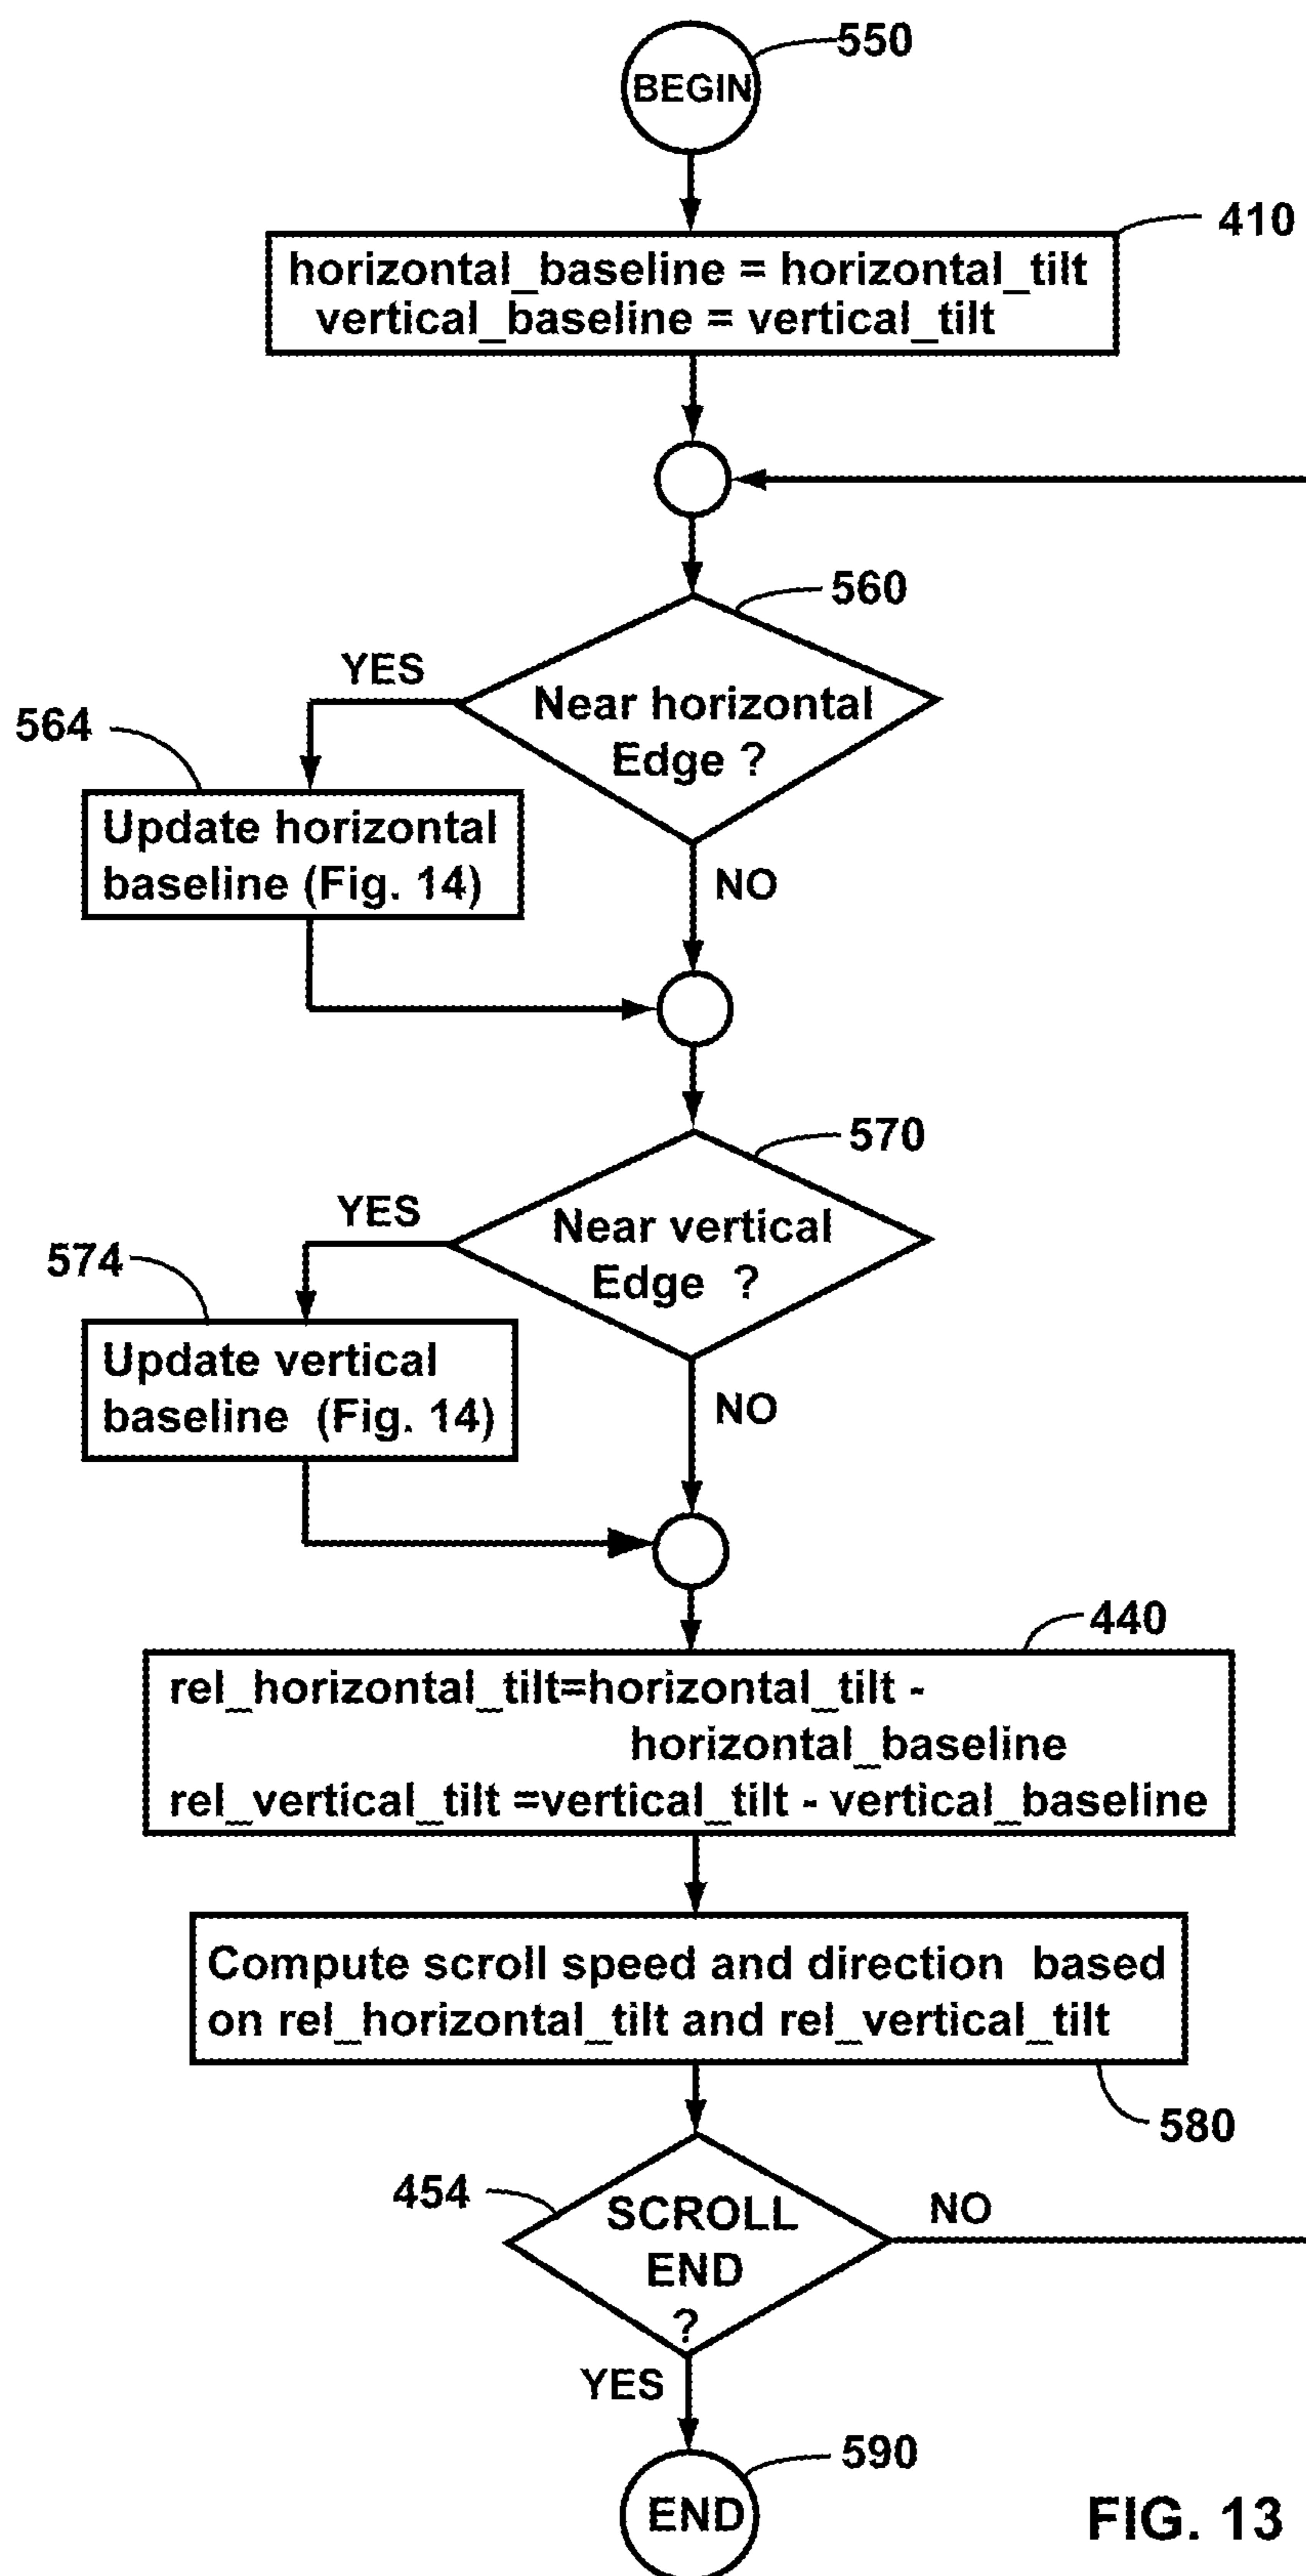 550
BEGIN
410
horizontal_baseline = horizontal_tilt
vertical_baseline = vertical_tilt
560
YES
Near horizontal
Edge ?
564
Update horizontal
baseline (Fig. 14)
NO
570
YES
Near vertical
Edge ?
574
Update vertical
baseline (Fig. 14)
NO
440
rel_horizontal_tilt=horizontal_tilt -
horizontal_baseline
rel_vertical_tilt =vertical_tilt - vertical_baseline
Compute scroll speed and direction based
on rel_horizontal_tilt and rel_vertical_tilt
580
454
SCROLL
END
?
NO
YES
590
END
FIG. 13